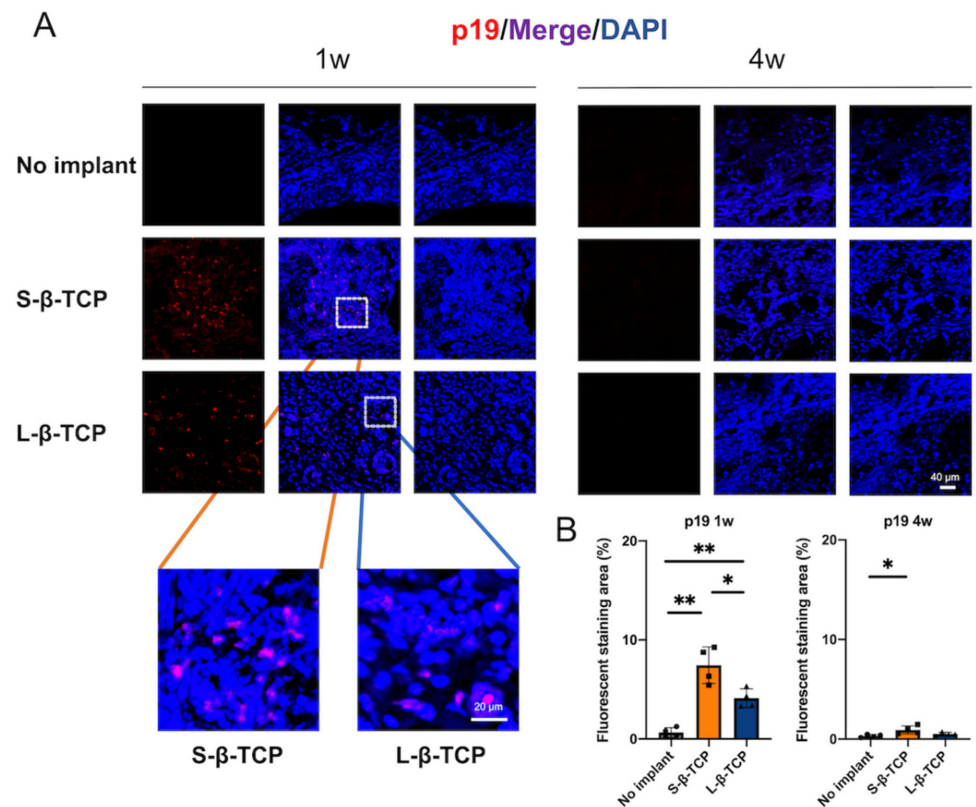 A
p19/Merge/DAPI
1w
4w
No implant
S-β-TCP
L-β-TCP
40 µm
20 µm
S-β-TCP
L-β-TCP
B
p19 1w
Fluorescent staining area (%)
20
10
0
**
*
**
No implant
S-β-TCP
L-β-TCP
p19 4w
Fluorescent staining area (%)
20
10
0
*
No implant
S-β-TCP
L-β-TCP